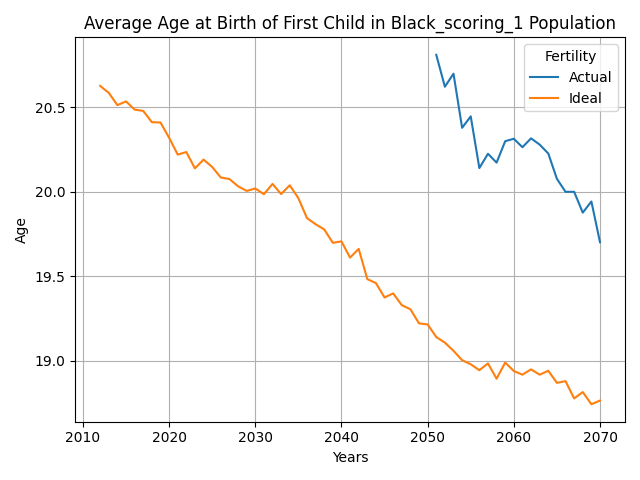 Average Age at Birth of First Child in Black_scoring_1 Population
Fertility
Actual
Ideal
Age
20.5
20.0
19.5
19.0
2010 2020 2030 2040 2050 2060 2070
Years